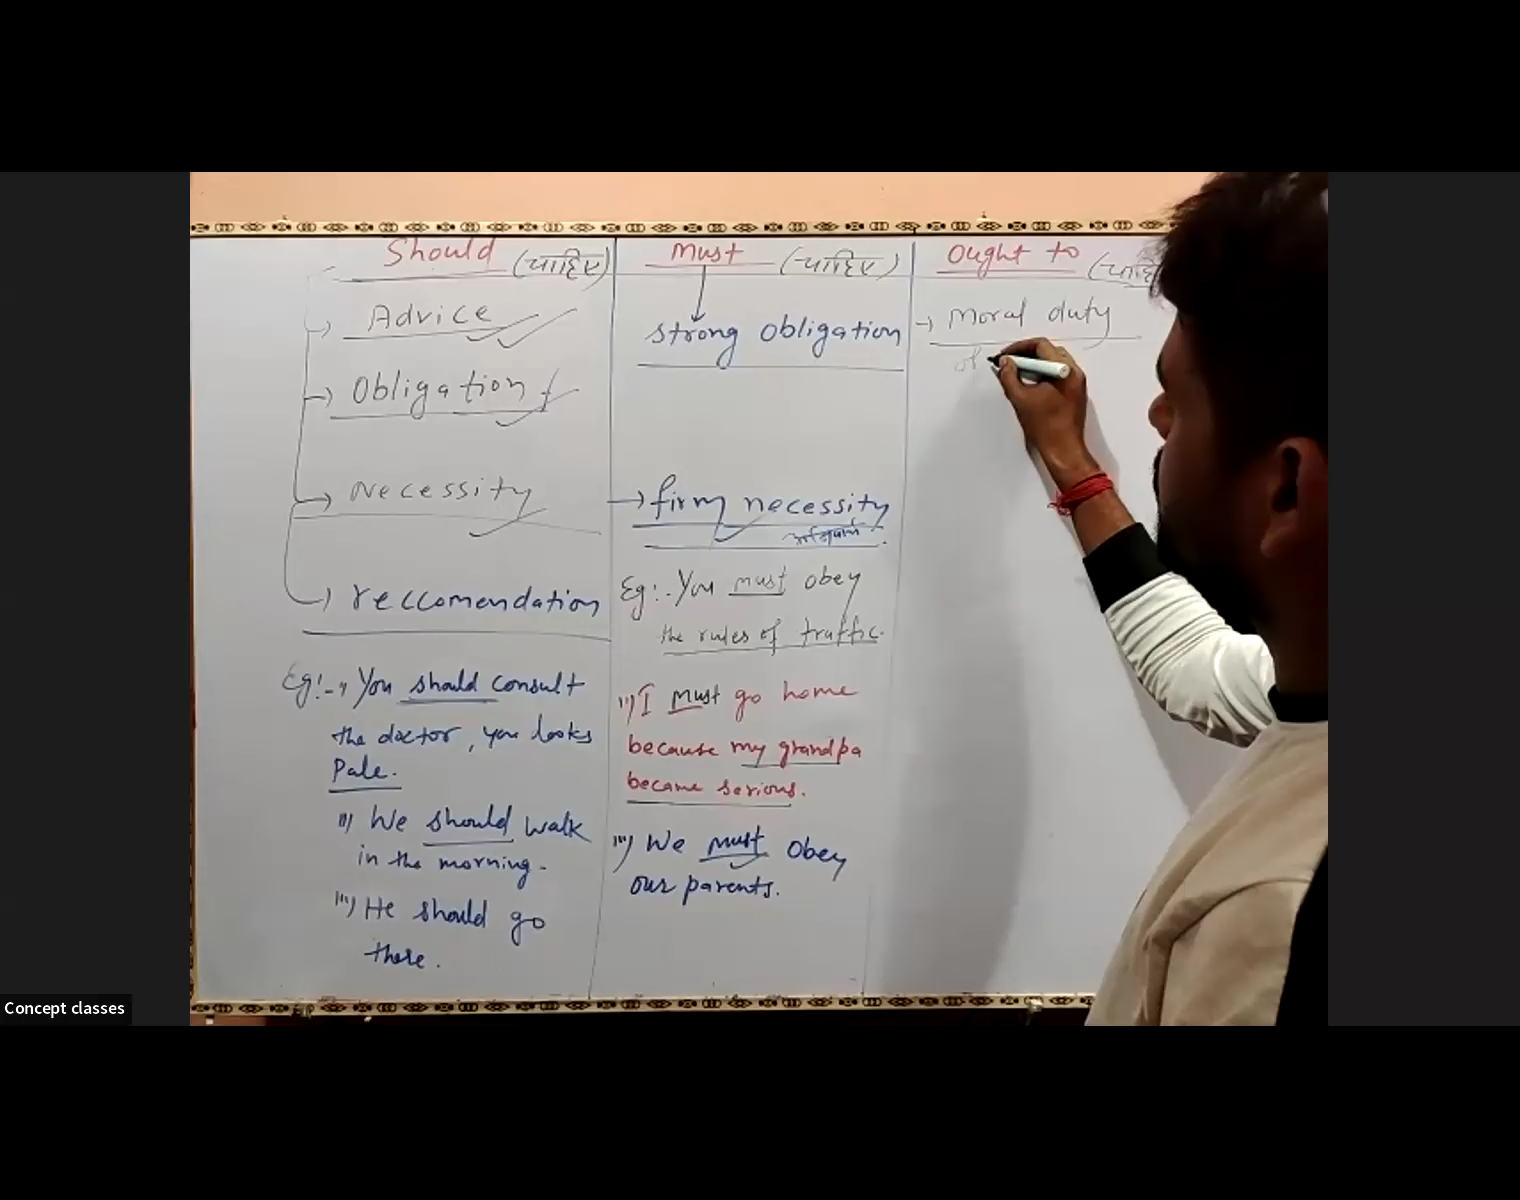 Should (चाहिए)
Advice
Obligation
Necessity
reccomendation
Eg:- i) You should consult
the doctor, you looks
Pale.
ii) We should walk
in the morning.
iii) He should go
there.
Must (चाहिए)
strong obligation
firm necessity
Eg:- You must obey
the rules of traffic.
ii) I must go home
because my grandpa
became serious.
iii) We must obey
our parents.
Ought to
Moral duty
Concept classes